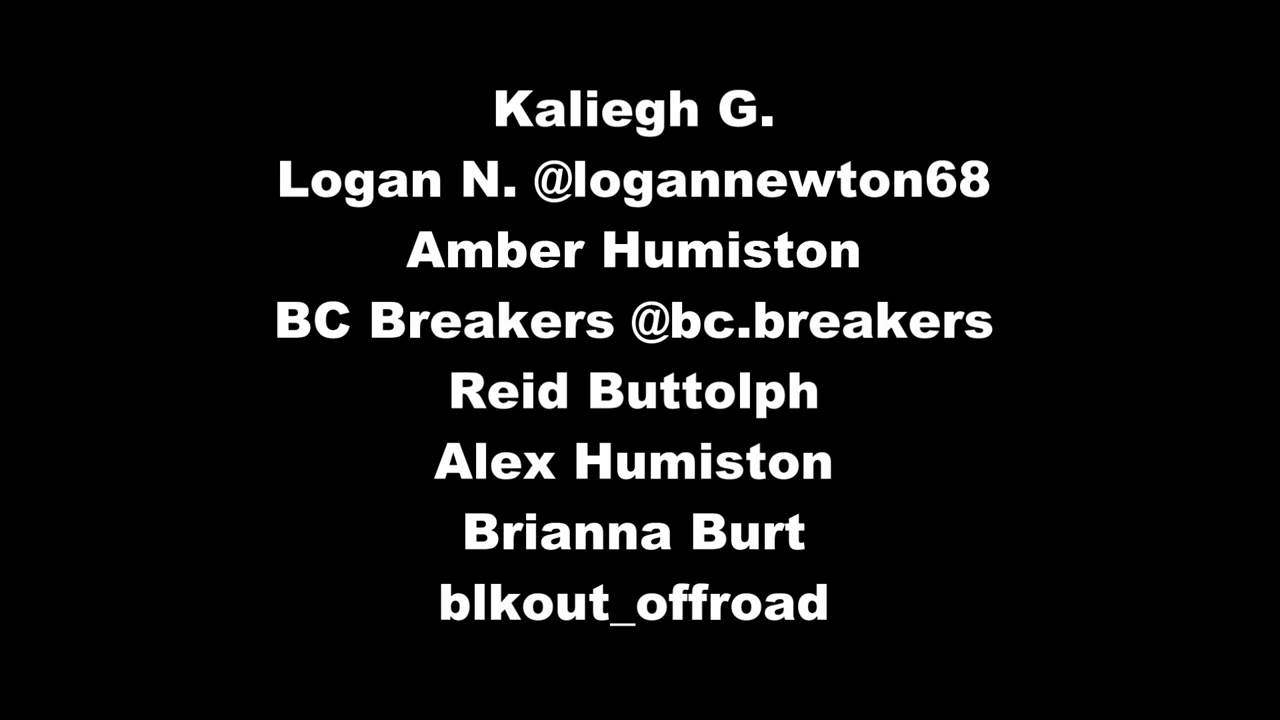 Kaliegh G.
Logan N. @logannewton68
Amber Humiston
BC Breakers @bc.breakers
Reid Buttolph
Alex Humiston
Brianna Burt
blkout_offroad